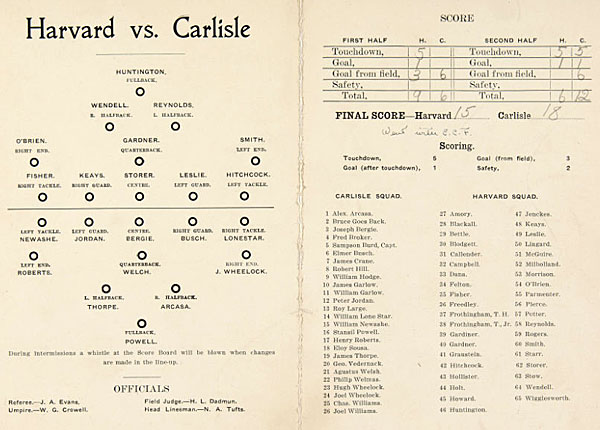 Harvard vs. Carlisle
HUNTINGTON,
FULLBACK,
WENDELL, REYNOLDS,
R. HALFBACK. L. HALFBACK.
O'BRIEN. GARDNER. SMITH.
RIGHT END. QUARTERBACK. LEFT END.
FISHER. KEAYS. STORER. LESLIE. HITCHCOCK.
RIGHT TACKLE. RIGHT GUARD. CENTRE. LEFT GUARD. LEFT TACKLE.
LEFT TACKLE. LEFT GUARD. CENTRE. RIGHT GUARD. RIGHT TACKLE.
NEWASHE. JORDAN. BERGIE. BUSCH. LONESTAR.
LEFT END. QUARTERBACK. RIGHT END.
ROBERTS. WELCH. J. WHEELOCK.
L. HALFBACK. R. HALFBACK.
THORPE. ARCASA.
FULLBACK,
POWELL.
During intermissions a whistle at the Score Board will be blown when changes
are made in the line-up.
OFFICIALS
Referee.—J. A. Evans. Field Judge.—H. L. Dadmun.
Umpire.—W. G. Crowell. Head Linesman.—N. A. Tufts.
SCORE
FIRST HALF H. C. SECOND HALF H. C.
Touchdown, 5 Touchdown, 5 5
Goal, 1 Goal, 1 1
Goal from field, 3 6 Goal from field, 6
Safety, Safety,
Total, 9 6 Total, 6 12
FINAL SCORE—Harvard 15 Carlisle 18
Went with E.C.F.
Scoring.
Touchdown, 5 Goal (from field), 3
Goal (after touchdown), 1 Safety, 2
CARLISLE SQUAD. HARVARD SQUAD.
1 Alex. Arcasa. 27 Amory. 47 Jenckes.
2 Bruce Goes Back. 28 Blackall. 48 Keays.
3 Joseph Bergie. 29 Bettle. 49 Leslie.
4 Fred Broker. 30 Blodgett. 50 Lingard.
5 Sampson Burd, Capt. 31 Callender. 51 McGuire.
6 Elmer Busch. 32 Campbell. 52 Milholland.
7 James Crane. 33 Dana. 53 Morrison.
8 Robert Hill. 34 Felton. 54 O'Brien.
9 William Hodge. 35 Fisher. 55 Parmenter.
10 James Garlow. 36 Freedley. 56 Pierce.
11 William Garlow. 37 Frothingham, T. H. 57 Potter.
12 Peter Jordan. 38 Frothingham, T., Jr. 58 Reynolds.
13 Roy Large. 39 Gardiner. 59 Rogers.
14 William Lone Star. 40 Gardner. 60 Smith.
15 William Newashe. 41 Graustein. 61 Starr.
16 Stansil Powell. 42 Hitchcock. 62 Storer.
17 Henry Roberts. 43 Hollister. 63 Stow.
18 Eloy Sousa. 44 Holt. 64 Wendell.
19 James Thorpe. 45 Howard. 65 Wigglesworth.
20 Geo. Vedernack. 46 Huntington.
21 Agustus Welsh.
22 Philip Welmas.
23 Hugh Wheelock.
24 Joel Wheelock.
25 Chas. Williams.
26 Joel Williams.